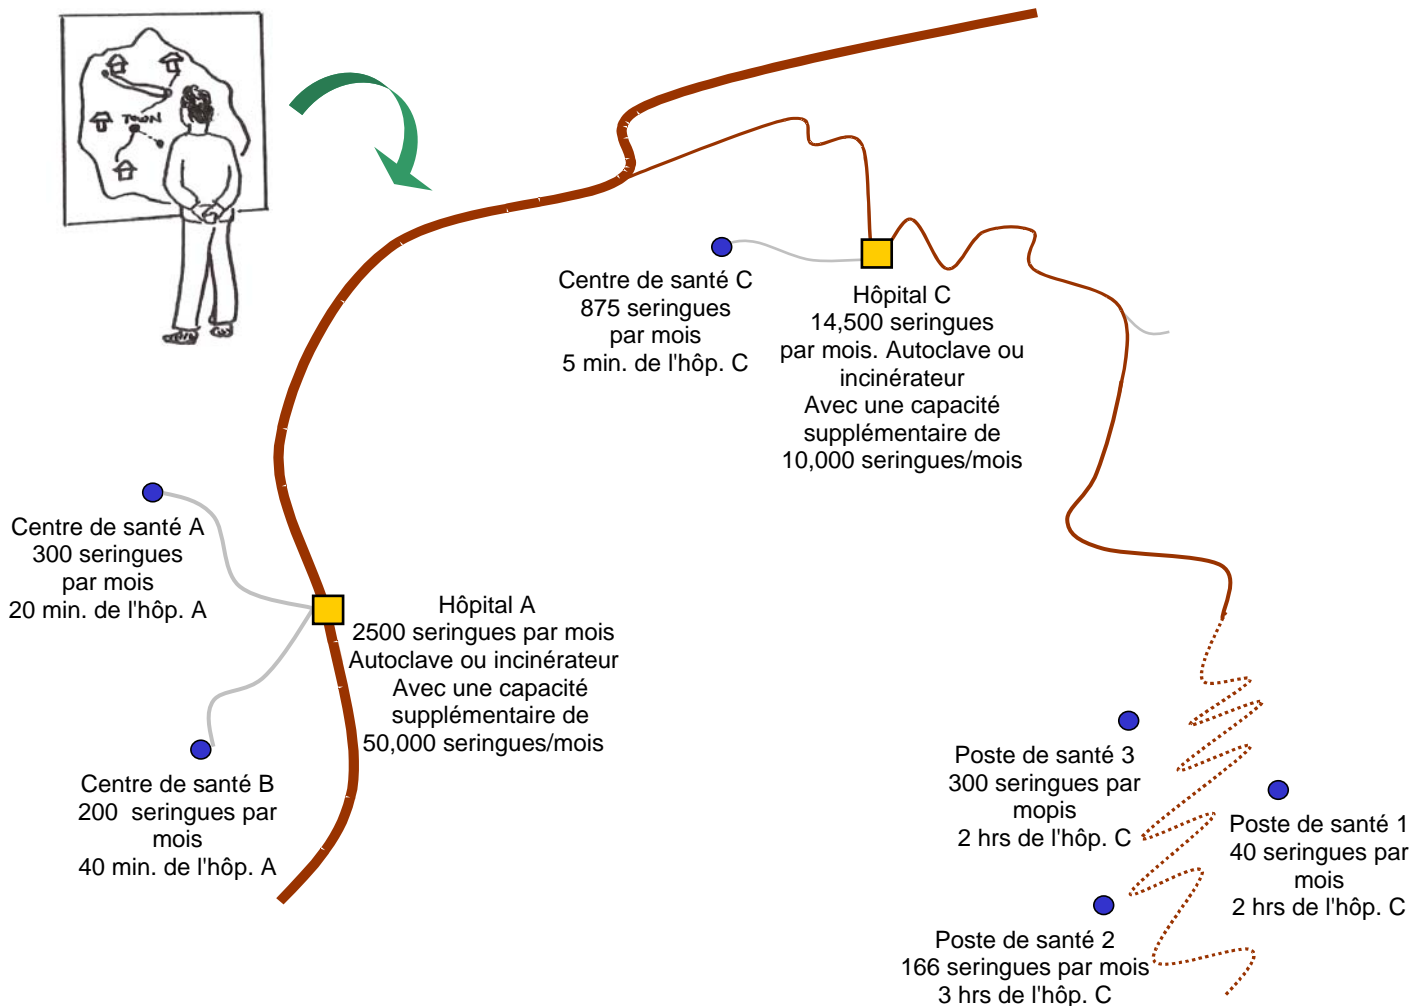 TOWN
Centre de santé C
875 seringues
par mois
5 min. de l'hôp. C
Hôpital C
14,500 seringues
par mois. Autoclave ou
incinérateur
Avec une capacité
supplémentaire de
10,000 seringues/mois
Centre de santé A
300 seringues
par mois
20 min. de l'hôp. A
Hôpital A
2500 seringues par mois
Autoclave ou incinérateur
Avec une capacité
supplémentaire de
50,000 seringues/mois
Centre de santé B
200 seringues par
mois
40 min. de l'hôp. A
Poste de santé 3
300 seringues par
mopis
2 hrs de l'hôp. C
Poste de santé 1
40 seringues par
mois
2 hrs de l'hôp. C
Poste de santé 2
166 seringues par mois
3 hrs de l'hôp. C